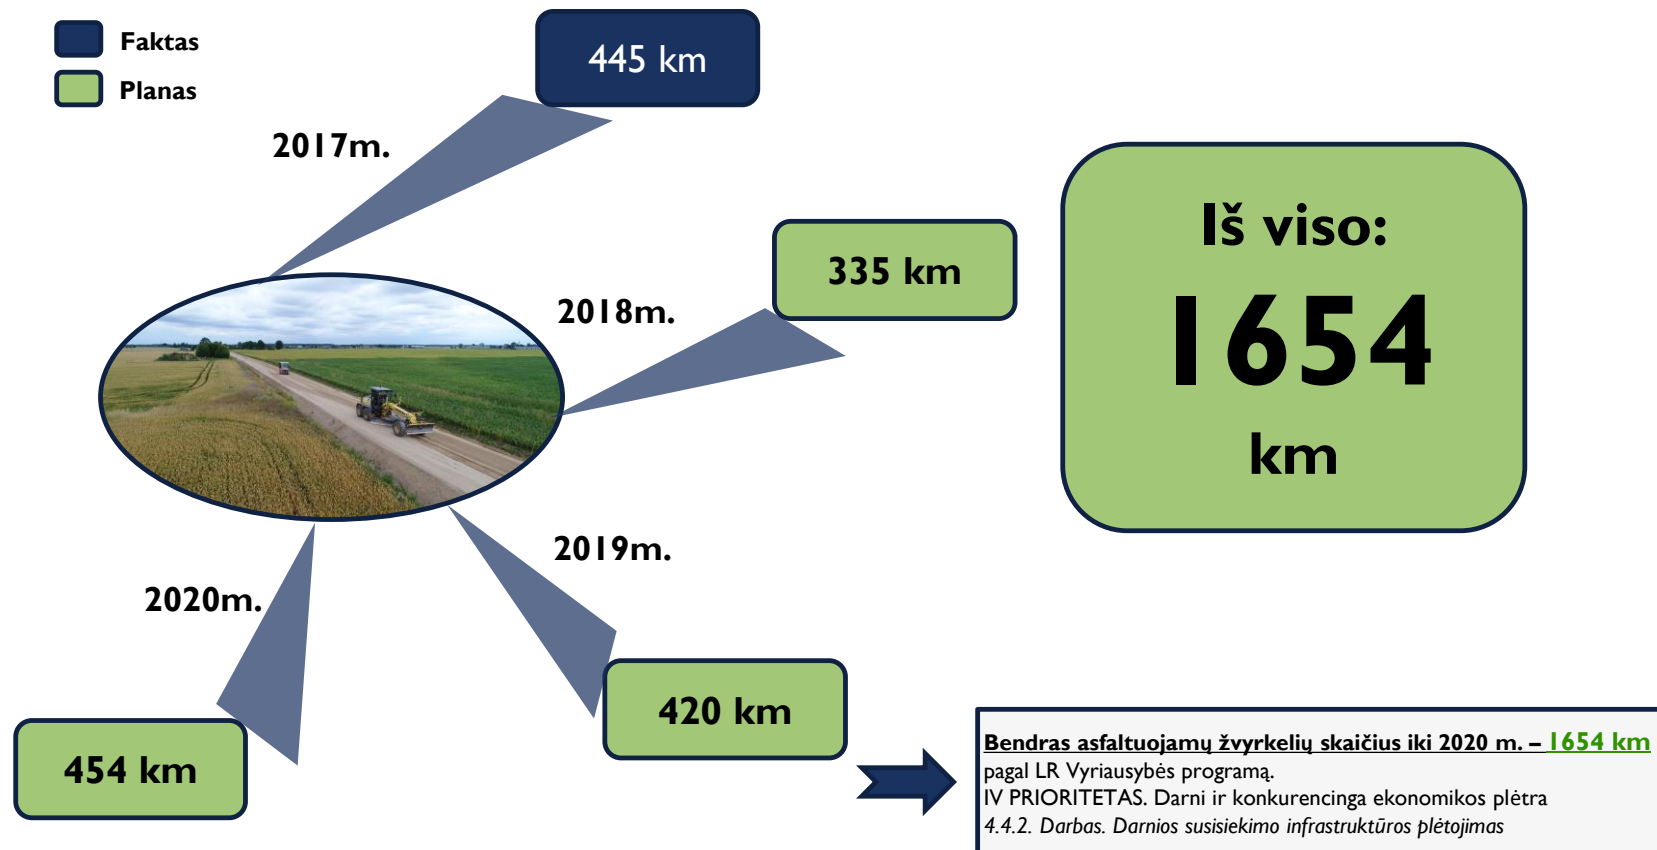 Faktas
Planas
445 km
2017m.
335 km
2018m.
Iš viso:
1654
km
2019m.
2020m.
420 km
454 km
Bendras asfaltuojamų žvyrkelių skaičius iki 2020 m. – 1654 km
pagal LR Vyriausybės programą.
IV PRIORITETAS. Darni ir konkurencinga ekonomikos plėtra
4.4.2. Darbas. Darnios susisiekimo infrastruktūros plėtojimas